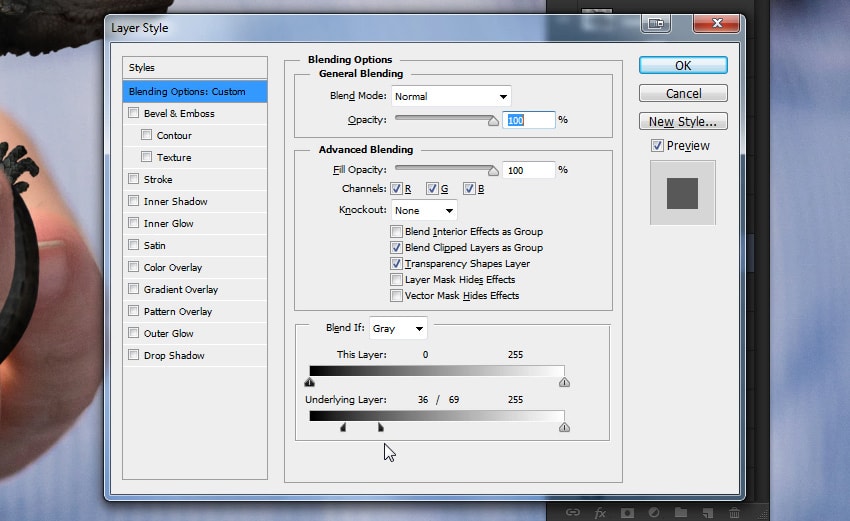 Layer Style
Styles
Blending Options: Custom
Bevel & Emboss
Contour
Texture
Stroke
Inner Shadow
Inner Glow
Satin
Color Overlay
Gradient Overlay
Pattern Overlay
Outer Glow
Drop Shadow
Blending Options
General Blending
Blend Mode: Normal
Opacity: 100 %
Advanced Blending
Fill Opacity: 100 %
Channels: R G B
Knockout: None
Blend Interior Effects as Group
Blend Clipped Layers as Group
Transparency Shapes Layer
Layer Mask Hides Effects
Vector Mask Hides Effects
Blend If: Gray
This Layer: 0 255
Underlying Layer: 36 / 69 255
OK
Cancel
New Style...
Preview
fx